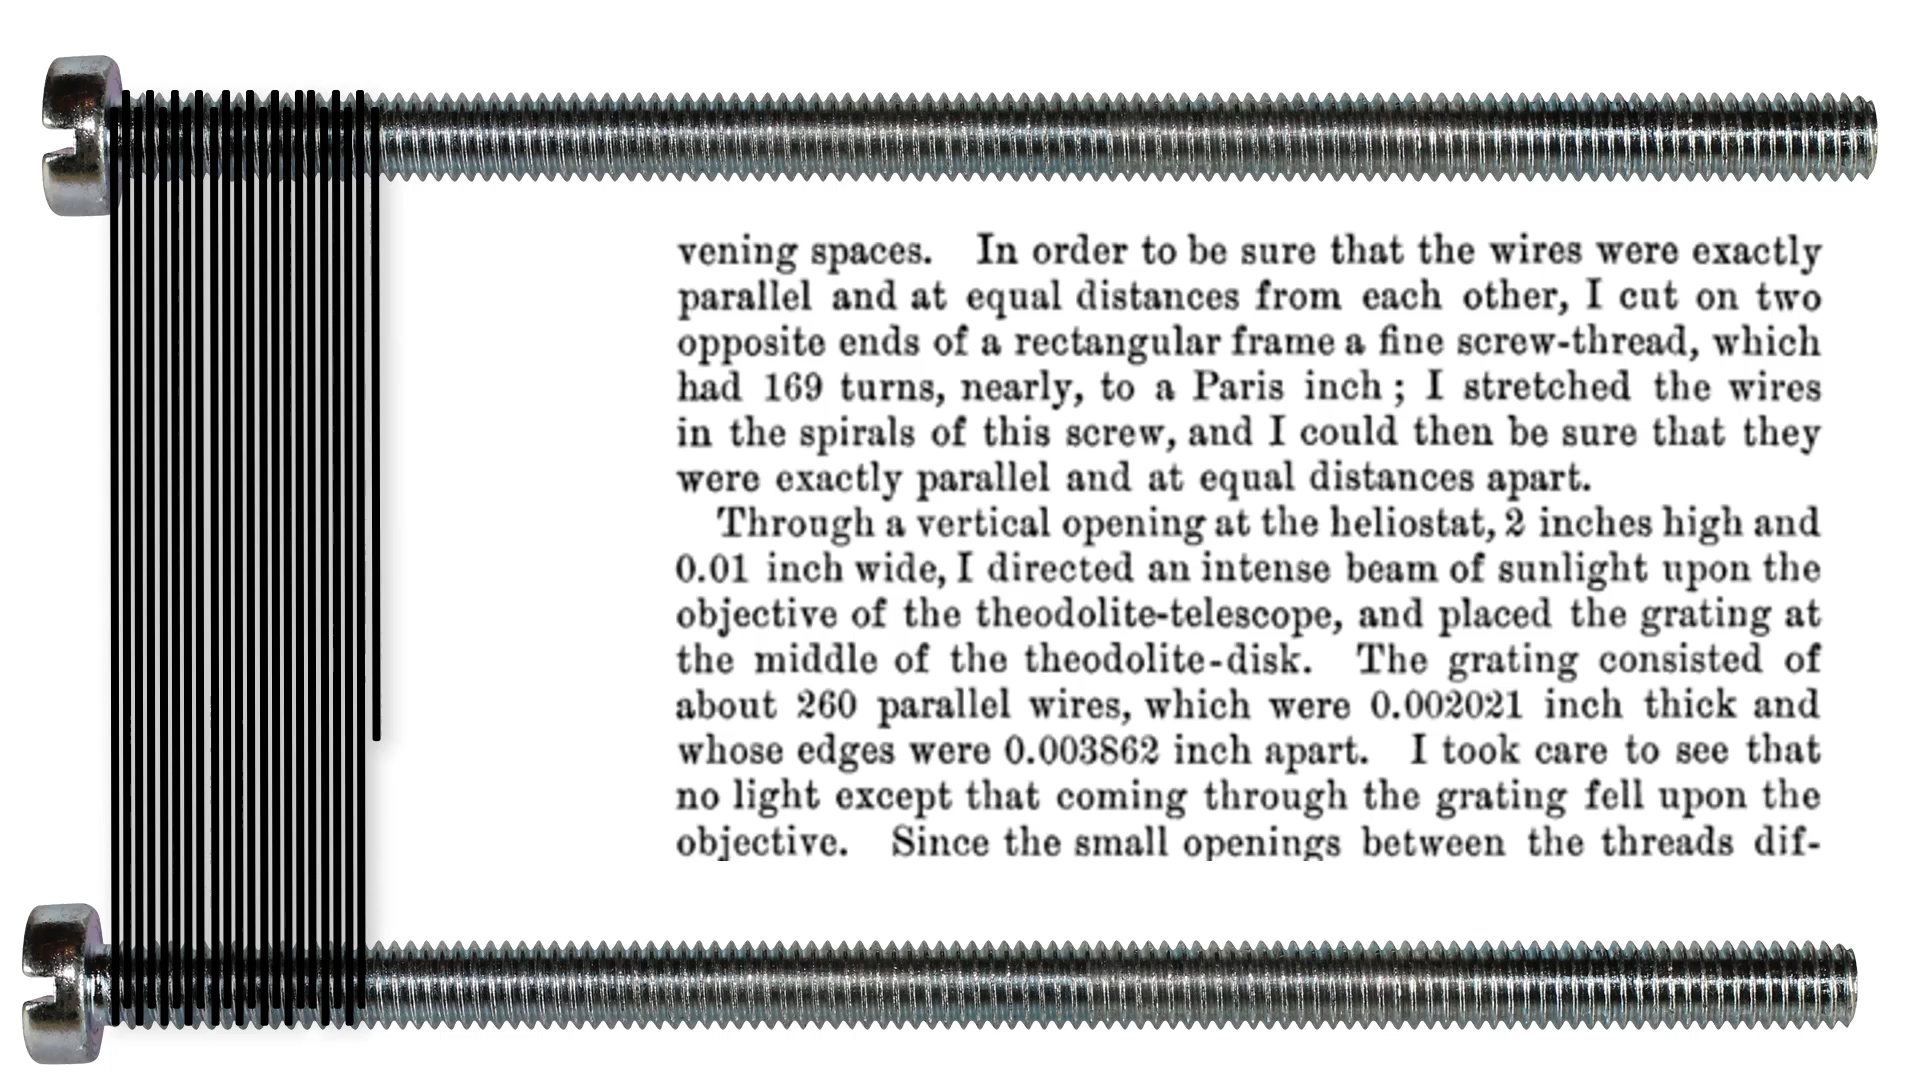 vening spaces. In order to be sure that the wires were exactly
parallel and at equal distances from each other, I cut on two
opposite ends of a rectangular frame a fine screw-thread, which
had 169 turns, nearly, to a Paris inch; I stretched the wires
in the spirals of this screw, and I could then be sure that they
were exactly parallel and at equal distances apart.
Through a vertical opening at the heliostat, 2 inches high and
0.01 inch wide, I directed an intense beam of sunlight upon the
objective of the theodolite-telescope, and placed the grating at
the middle of the theodolite-disk. The grating consisted of
about 260 parallel wires, which were 0.002021 inch thick and
whose edges were 0.003862 inch apart. I took care to see that
no light except that coming through the grating fell upon the
objective. Since the small openings between the threads dif-